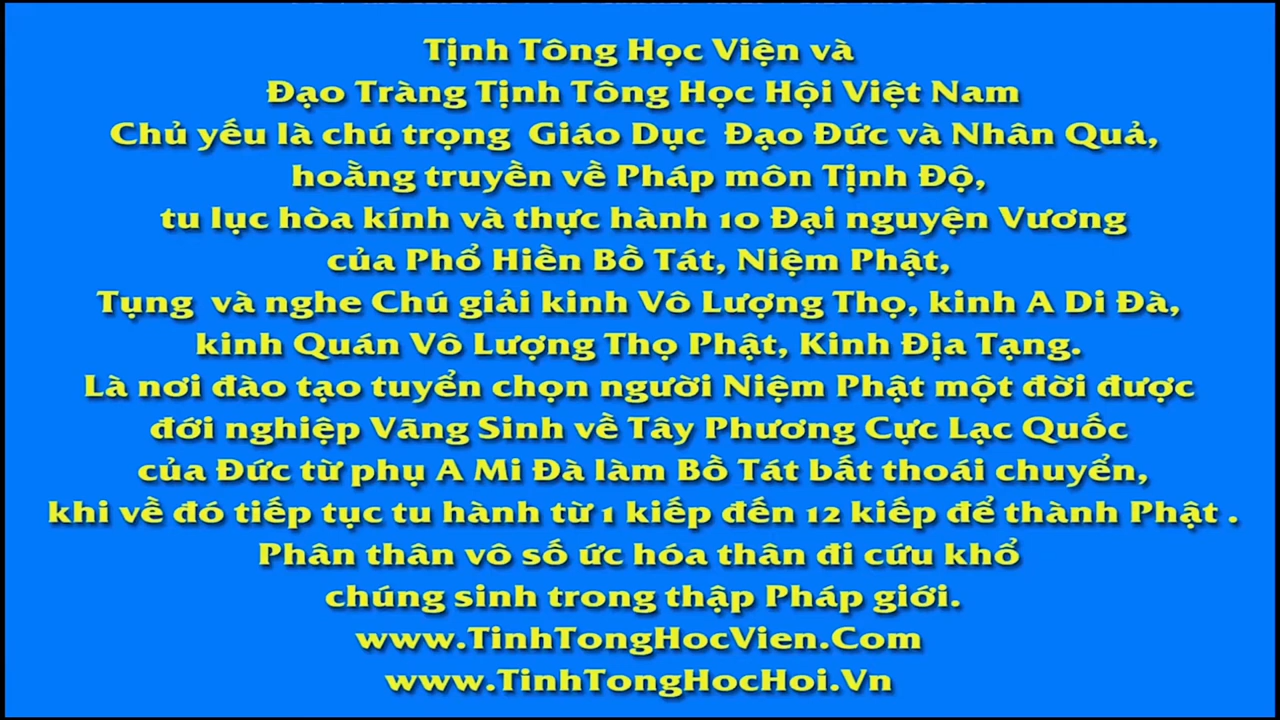 Tịnh Tông Học Viện và
Đạo Tràng Tịnh Tông Học Hội Việt Nam
Chủ yếu là chú trọng Giáo Dục Đạo Đức và Nhân Quả,
hoằng truyền về Pháp môn Tịnh Độ,
tu lục hòa kính và thực hành 10 Đại nguyện Vương
của Phổ Hiền Bồ Tát, Niệm Phật,
Tụng và nghe Chú giải kinh Vô Lượng Thọ, kinh A Di Đà,
kinh Quán Vô Lượng Thọ Phật, Kinh Địa Tạng.
Là nơi đào tạo tuyển chọn người Niệm Phật một đời được
đới nghiệp Vãng Sinh về Tây Phương Cực Lạc Quốc
của Đức từ phụ A Mi Đà làm Bồ Tát bất thoái chuyển,
khi về đó tiếp tục tu hành từ 1 kiếp đến 12 kiếp để thành Phật .
Phân thân vô số ức hóa thân đi cứu khổ
chúng sinh trong thập Pháp giới.
www.TinhTongHocVien.Com
www.TinhTongHocHoi.Vn